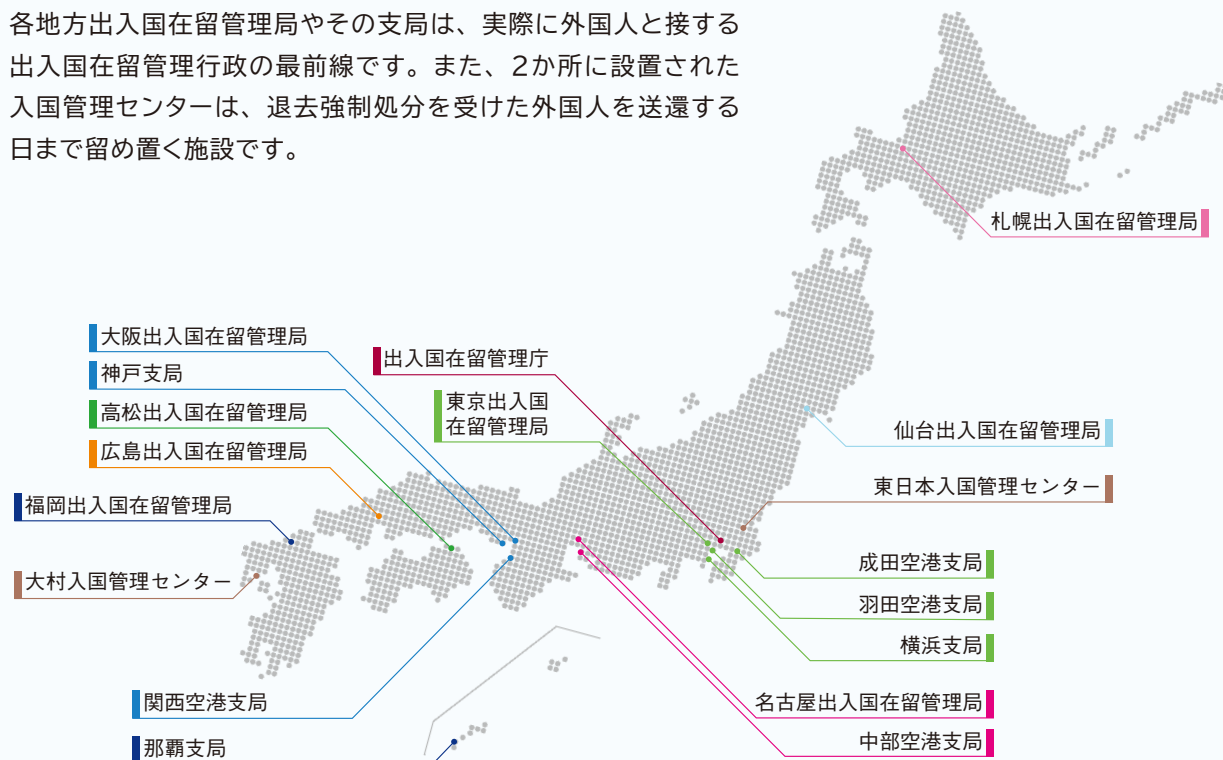 各地方出入国在留管理局やその支局は、実際に外国人と接する
出入国在留管理行政の最前線です。また、2か所に設置された
入国管理センターは、退去強制処分を受けた外国人を送還する
日まで留め置く施設です。
札幌出入国在留管理局
大阪出入国在留管理局
神戸支局
高松出入国在留管理局
広島出入国在留管理局
福岡出入国在留管理局
大村入国管理センター
関西空港支局
那覇支局
出入国在留管理庁
東京出入国
在留管理局
仙台出入国在留管理局
東日本入国管理センター
成田空港支局
羽田空港支局
横浜支局
名古屋出入国在留管理局
中部空港支局